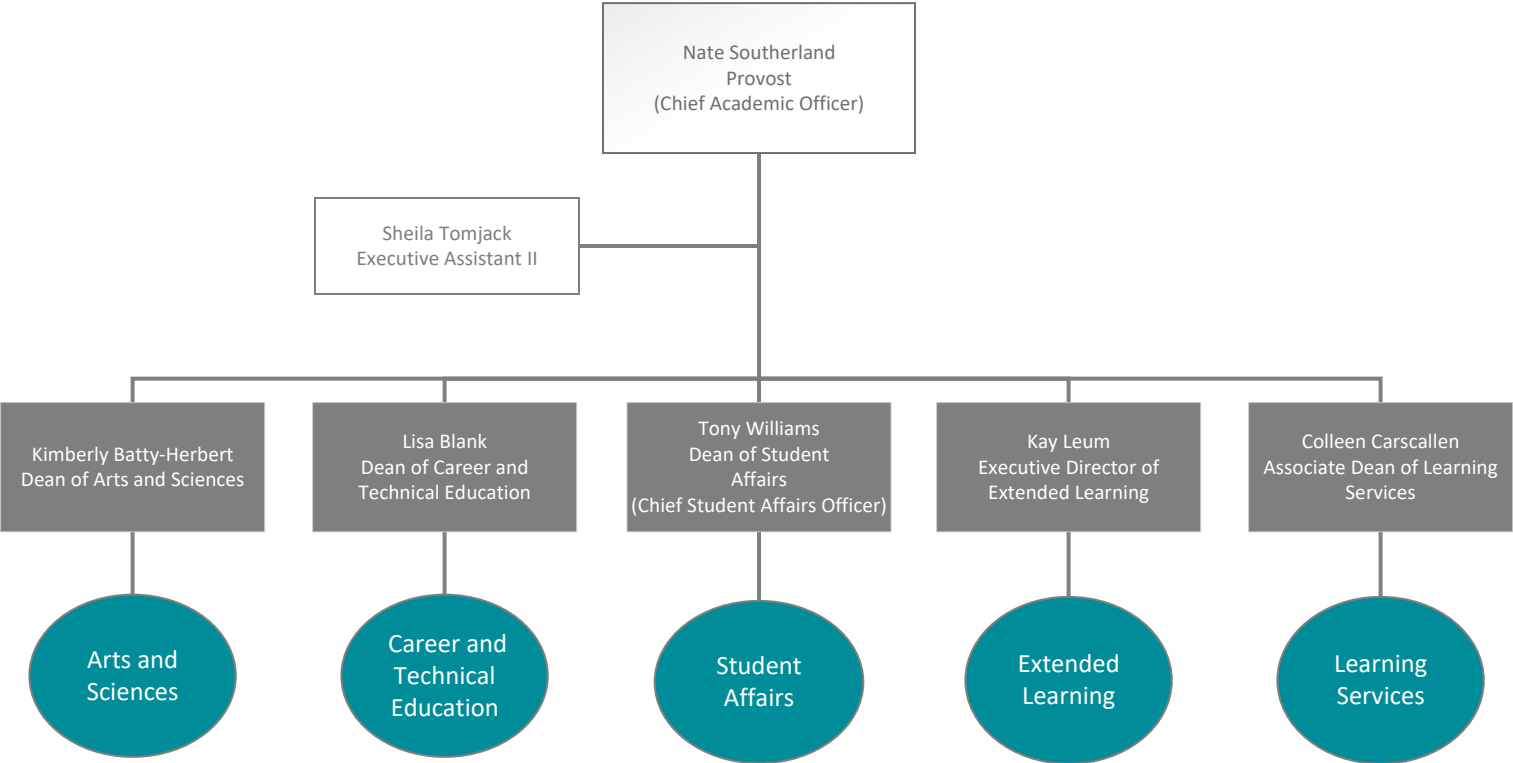 Nate Southerland
Provost
(Chief Academic Officer)
Sheila Tomjack
Executive Assistant II
Kimberly Batty-Herbert
Dean of Arts and Sciences
Lisa Blank
Dean of Career and
Technical Education
Tony Williams
Dean of Student
Affairs
(Chief Student Affairs Officer)
Kay Leum
Executive Director of
Extended Learning
Colleen Carscallen
Associate Dean of Learning
Services
Arts and
Sciences
Career and
Technical
Education
Student
Affairs
Extended
Learning
Learning
Services